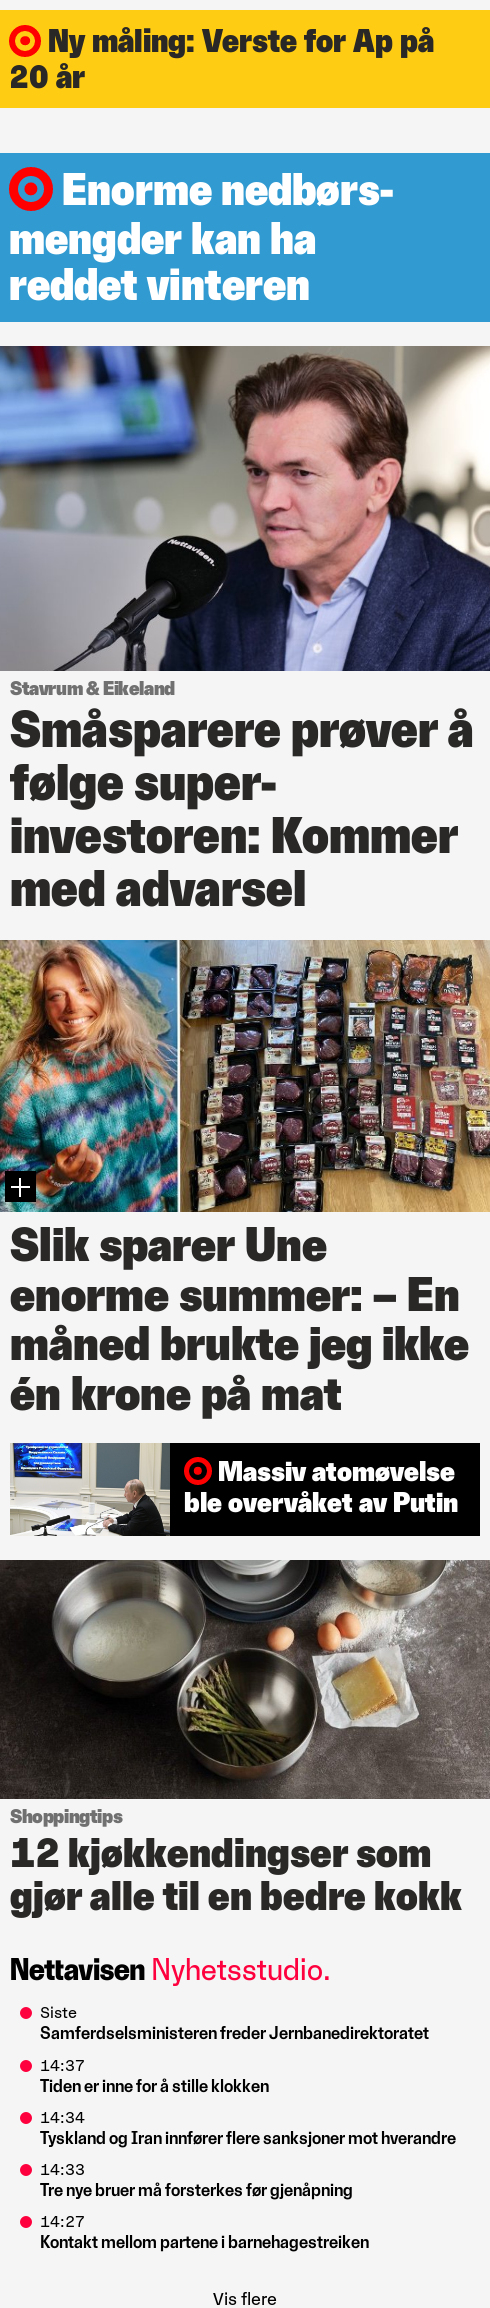 Ny måling: Verste for Ap på
20 år
Enorme nedbørs-
mengder kan ha
reddet vinteren
Nettavisen.
Stavrum & Eikeland
Småsparere prøver å
følge super-
investoren: Kommer
med advarsel
Slik sparer Une
enorme summer: – En
måned brukte jeg ikke
én krone på mat
Massiv atomøvelse
ble overvåket av Putin
Shoppingtips
12 kjøkkendingser som
gjør alle til en bedre kokk
Nettavisen Nyhetsstudio.
Siste
Samferdselsministeren freder Jernbanedirektoratet
14:37
Tiden er inne for å stille klokken
14:34
Tyskland og Iran innfører flere sanksjoner mot hverandre
14:33
Tre nye bruer må forsterkes før gjenåpning
14:27
Kontakt mellom partene i barnehagestreiken
Vis flere